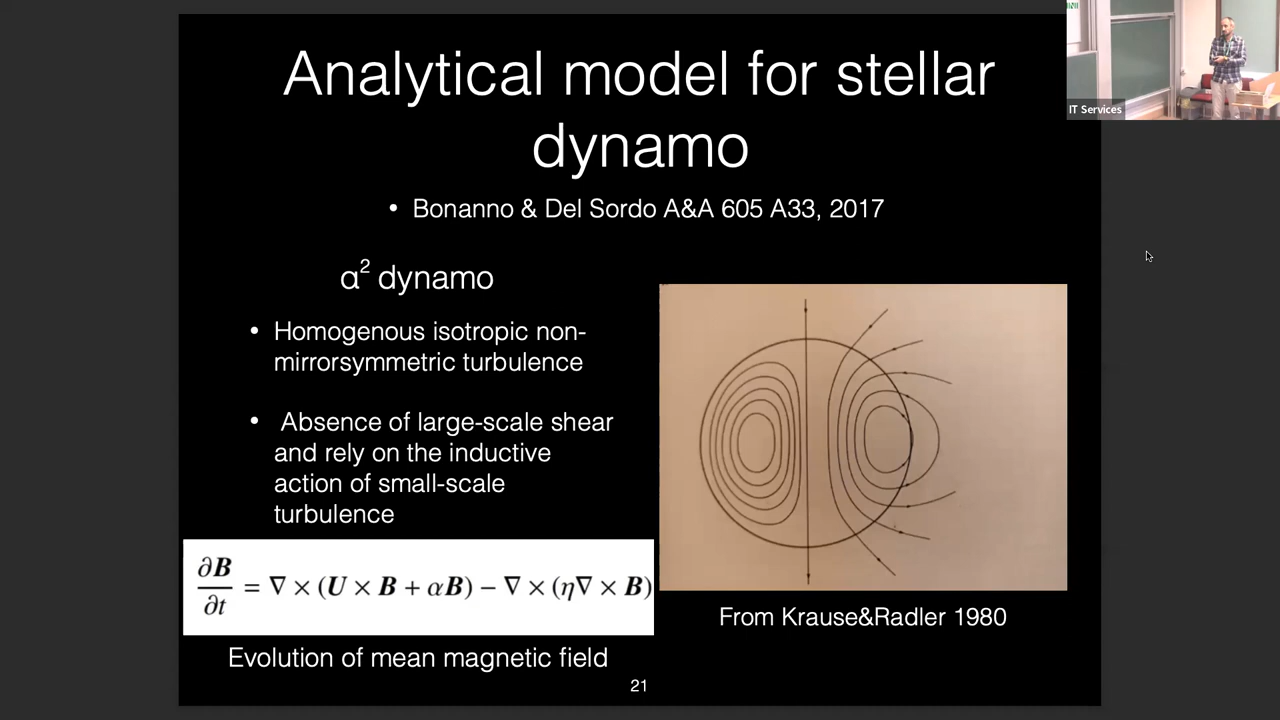 Analytical model for stellar
dynamo
• Bonanno & Del Sordo A&A 605 A33, 2017
α² dynamo
• Homogenous isotropic non-
mirrorsymmetric turbulence
• Absence of large-scale shear
and rely on the inductive
action of small-scale
turbulence
∂B/∂t = ∇ × (U × B + αB) − ∇ × (η∇ × B)
Evolution of mean magnetic field
From Krause&Radler 1980
21
IT Services